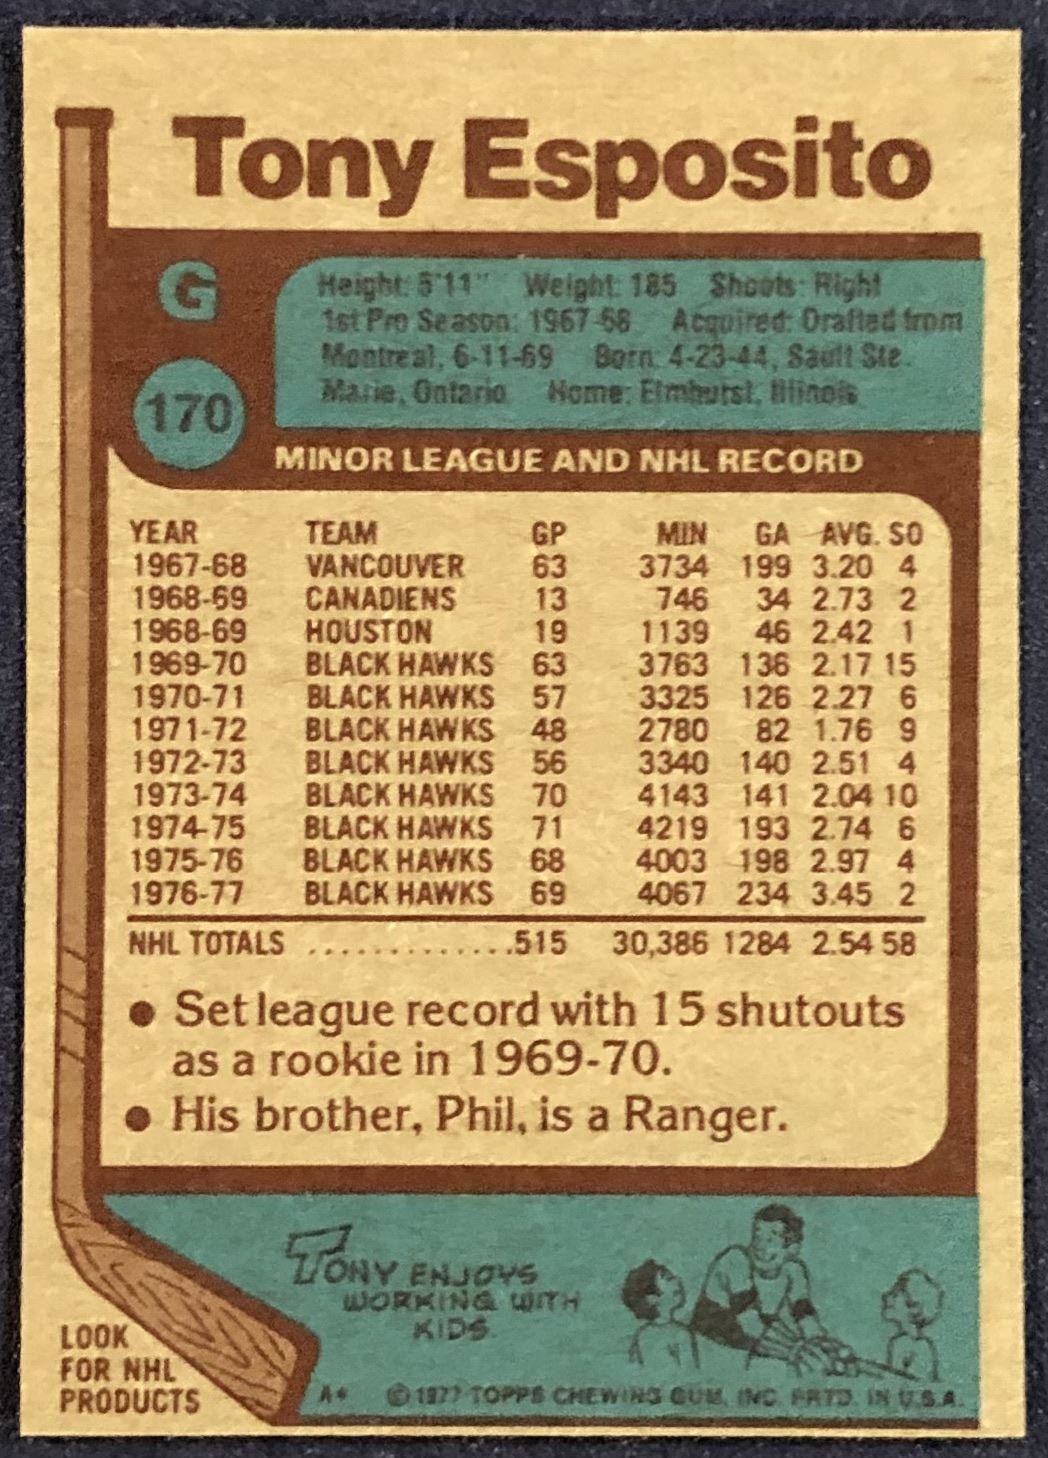 Tony Esposito
G
Height: 5'11" Weight: 185 Shoots: Right
1st Pro Season: 1967-68 Acquired: Drafted from
Montreal, 6-11-69 Born: 4-23-44, Sault Ste.
Marie, Ontario Home: Elmhurst, Illinois
170
MINOR LEAGUE AND NHL RECORD
YEAR TEAM GP MIN GA AVG. SO
1967-68 VANCOUVER 63 3734 199 3.20 4
1968-69 CANADIENS 13 746 34 2.73 2
1968-69 HOUSTON 19 1139 46 2.42 1
1969-70 BLACK HAWKS 63 3763 136 2.17 15
1970-71 BLACK HAWKS 57 3325 126 2.27 6
1971-72 BLACK HAWKS 48 2780 82 1.76 9
1972-73 BLACK HAWKS 56 3340 140 2.51 4
1973-74 BLACK HAWKS 70 4143 141 2.04 10
1974-75 BLACK HAWKS 71 4219 193 2.74 6
1975-76 BLACK HAWKS 68 4003 198 2.97 4
1976-77 BLACK HAWKS 69 4067 234 3.45 2
NHL TOTALS .............515 30,386 1284 2.54 58
● Set league record with 15 shutouts
as a rookie in 1969-70.
● His brother, Phil, is a Ranger.
TONY ENJOYS
WORKING WITH
KIDS.
LOOK
FOR NHL
PRODUCTS
A* © 1977 TOPPS CHEWING GUM, INC. PRTD. IN U.S.A.